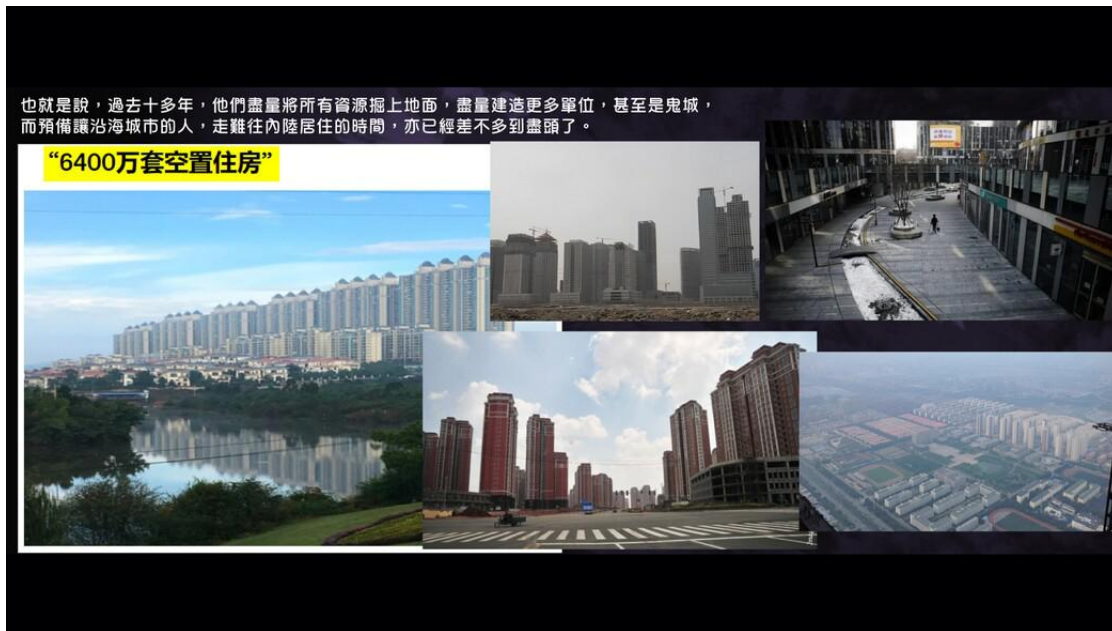 也就是說，過去十多年，他們盡量將所有資源掘上地面，盡量建造更多單位，甚至是鬼城，
而預備讓沿海城市的人，走難往內陸居住的時間，亦已經差不多到盡頭了。
“6400万套空置住房”